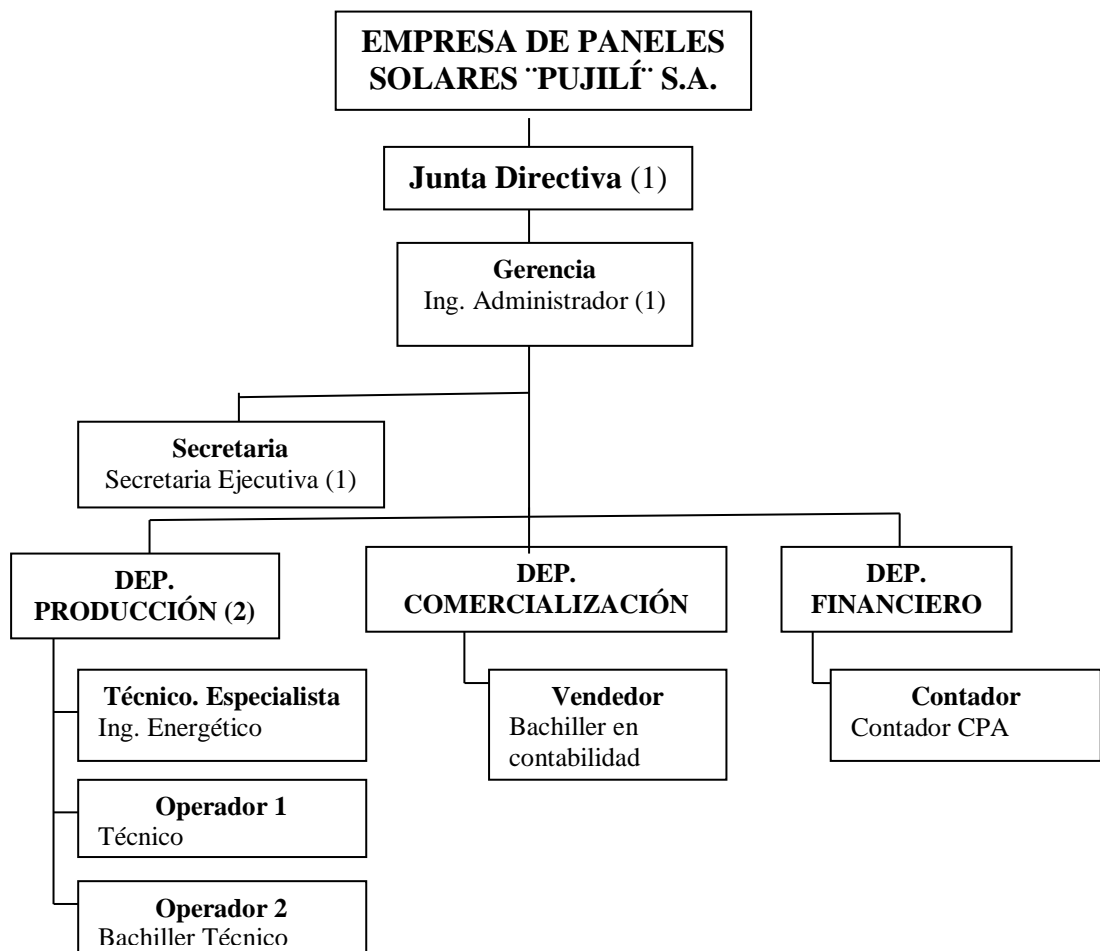 EMPRESA DE PANELES
SOLARES ¨PUJILÍ¨ S.A.
Junta Directiva (1)
Gerencia
Ing. Administrador (1)
Secretaria
Secretaria Ejecutiva (1)
DEP.
PRODUCCIÓN (2)
DEP.
COMERCIALIZACIÓN
DEP.
FINANCIERO
Técnico. Especialista
Ing. Energético
Vendedor
Bachiller en
contabilidad
Contador
Contador CPA
Operador 1
Técnico
Operador 2
Bachiller Técnico